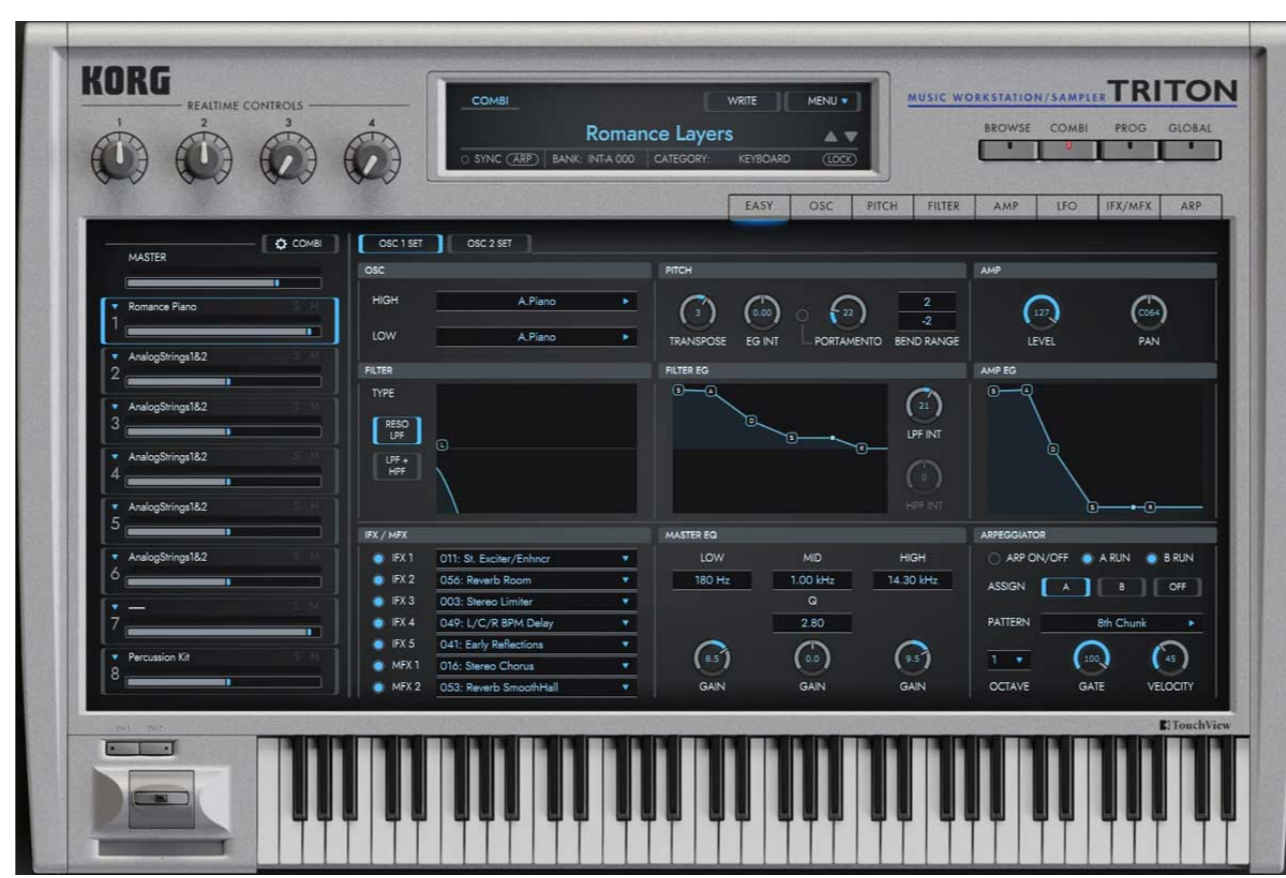 KORG
REALTIME CONTROLS
1 2 3 4
COMBI WRITE MENU
Romance Layers
SYNC ARP BANK: INT-A 000 CATEGORY: KEYBOARD LOCK
MUSIC WORKSTATION/SAMPLER TRITON
BROWSE COMBI PROG GLOBAL
EASY OSC PITCH FILTER AMP LFO IFX/MFX ARP
COMBI
MASTER
1 Romance Piano S M
2 AnalogStrings1&2 S M
3 AnalogStrings1&2 S M
4 AnalogStrings1&2 S M
5 AnalogStrings1&2 S M
6 AnalogStrings1&2 S M
7 ---- S M
8 Percussion Kit S M
OSC 1 SET OSC 2 SET
OSC
HIGH A.Piano
LOW A.Piano
PITCH
3 0.00 22 2
-2
TRANSPOSE EG INT PORTAMENTO BEND RANGE
AMP
127 C064
LEVEL PAN
FILTER
TYPE
RESO
LPF
LPF +
HPF
L
FILTER EG
S A D S R
21
LPF INT
0
HPF INT
AMP EG
S A D S R
IFX / MFX
IFX 1 011: St. Exciter/Enhncr
IFX 2 056: Reverb Room
IFX 3 003: Stereo Limiter
IFX 4 049: L/C/R BPM Delay
IFX 5 041: Early Reflections
MFX 1 016: Stereo Chorus
MFX 2 053: Reverb SmoothHall
MASTER EQ
LOW MID HIGH
180 Hz 1.00 kHz 14.30 kHz
Q
2.80
8.5 0.0 9.5
GAIN GAIN GAIN
ARPEGGIATOR
ARP ON/OFF A RUN B RUN
ASSIGN A B OFF
PATTERN 8th Chunk
1 100 45
OCTAVE GATE VELOCITY
TouchView